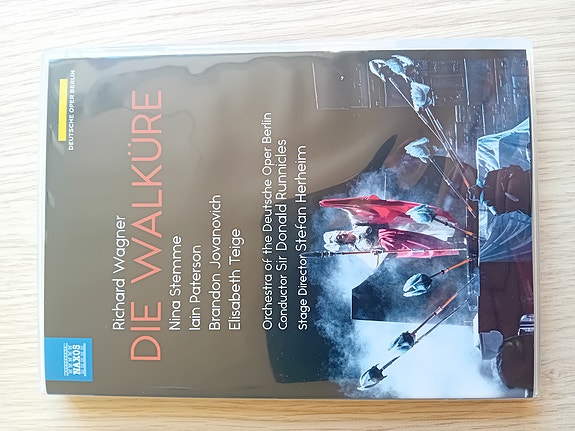 DEUTSCHE OPER BERLIN
Richard Wagner
DIE WALKÜRE
Nina Stemme
Iain Paterson
Brandon Jovanovich
Elisabeth Teige
Orchestra of the Deutsche Oper Berlin
Conductor Sir Donald Runnicles
Stage Director Stefan Herheim
NAXOS